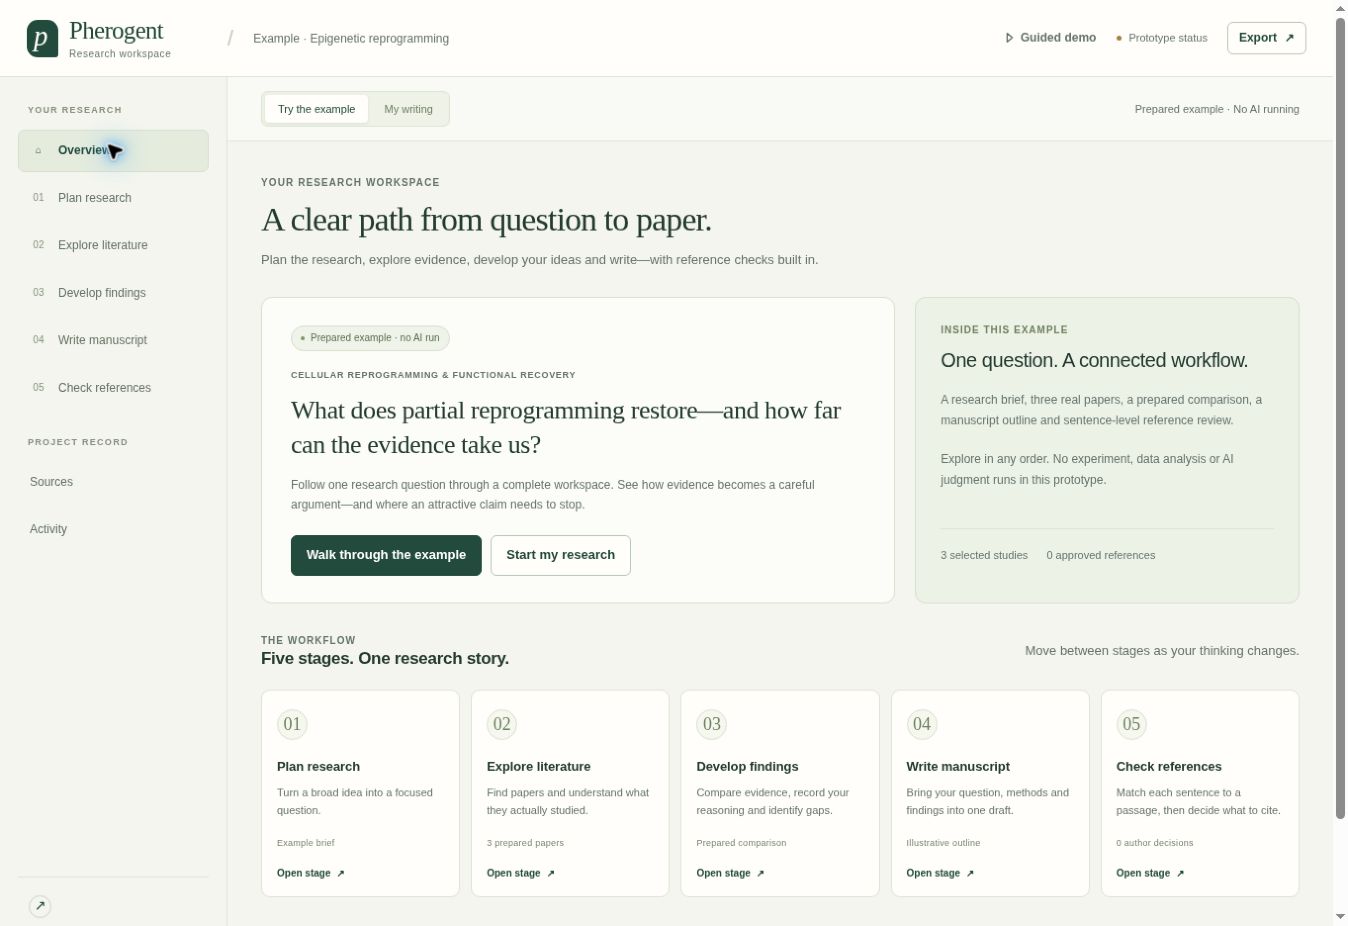 p
Pherogent
Research workspace
/
Example · Epigenetic reprogramming
Guided demo
Prototype status
Export ↗
YOUR RESEARCH
⌂ Overview
01 Plan research
02 Explore literature
03 Develop findings
04 Write manuscript
05 Check references
PROJECT RECORD
Sources
Activity
↗
Try the example
My writing
Prepared example · No AI running
YOUR RESEARCH WORKSPACE
A clear path from question to paper.
Plan the research, explore evidence, develop your ideas and write—with reference checks built in.
Prepared example · no AI run
CELLULAR REPROGRAMMING & FUNCTIONAL RECOVERY
What does partial reprogramming restore—and how far
can the evidence take us?
Follow one research question through a complete workspace. See how evidence becomes a careful
argument—and where an attractive claim needs to stop.
Walk through the example
Start my research
INSIDE THIS EXAMPLE
One question. A connected workflow.
A research brief, three real papers, a prepared comparison, a
manuscript outline and sentence-level reference review.
Explore in any order. No experiment, data analysis or AI
judgment runs in this prototype.
3 selected studies
0 approved references
THE WORKFLOW
Five stages. One research story.
Move between stages as your thinking changes.
01
Plan research
Turn a broad idea into a focused
question.
Example brief
Open stage ↗
02
Explore literature
Find papers and understand what
they actually studied.
3 prepared papers
Open stage ↗
03
Develop findings
Compare evidence, record your
reasoning and identify gaps.
Prepared comparison
Open stage ↗
04
Write manuscript
Bring your question, methods and
findings into one draft.
Illustrative outline
Open stage ↗
05
Check references
Match each sentence to a
passage, then decide what to cite.
0 author decisions
Open stage ↗